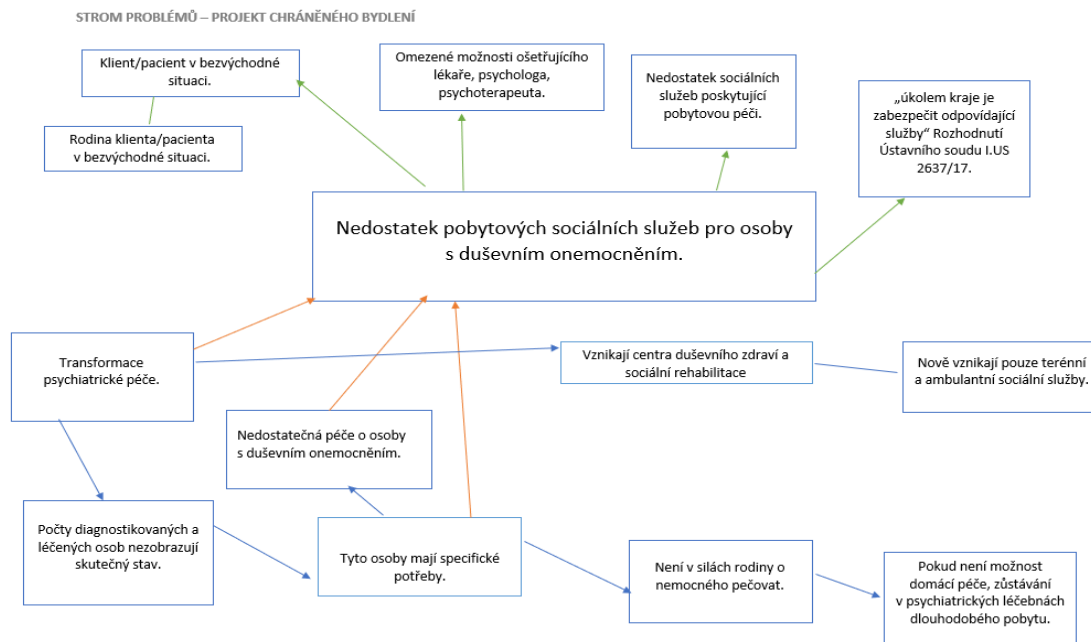 STROM PROBLÉMŮ – PROJEKT CHRÁNĚNÉHO BYDLENÍ
Klient/pacient v bezvýchodné
situaci.
Omezené možnosti ošetřujícího
lékaře, psychologa,
psychoterapeuta.
Nedostatek sociálních
služeb poskytující
pobytovou péči.
„úkolem kraje je
zabezpečit odpovídající
služby“ Rozhodnutí
Ústavního soudu I.US
2637/17.
Rodina klienta/pacienta
v bezvýchodné situaci.
Nedostatek pobytových sociálních služeb pro osoby
s duševním onemocněním.
Transformace
psychiatrické péče.
Vznikají centra duševního zdraví a
sociální rehabilitace
Nově vznikají pouze terénní
a ambulantní sociální služby.
Nedostatečná péče o osoby
s duševním onemocněním.
Počty diagnostikovaných a
léčených osob nezobrazují
skutečný stav.
Tyto osoby mají specifické
potřeby.
Není v silách rodiny o
nemocného pečovat.
Pokud není možnost
domácí péče, zůstávání
v psychiatrických léčebnách
dlouhodobého pobytu.